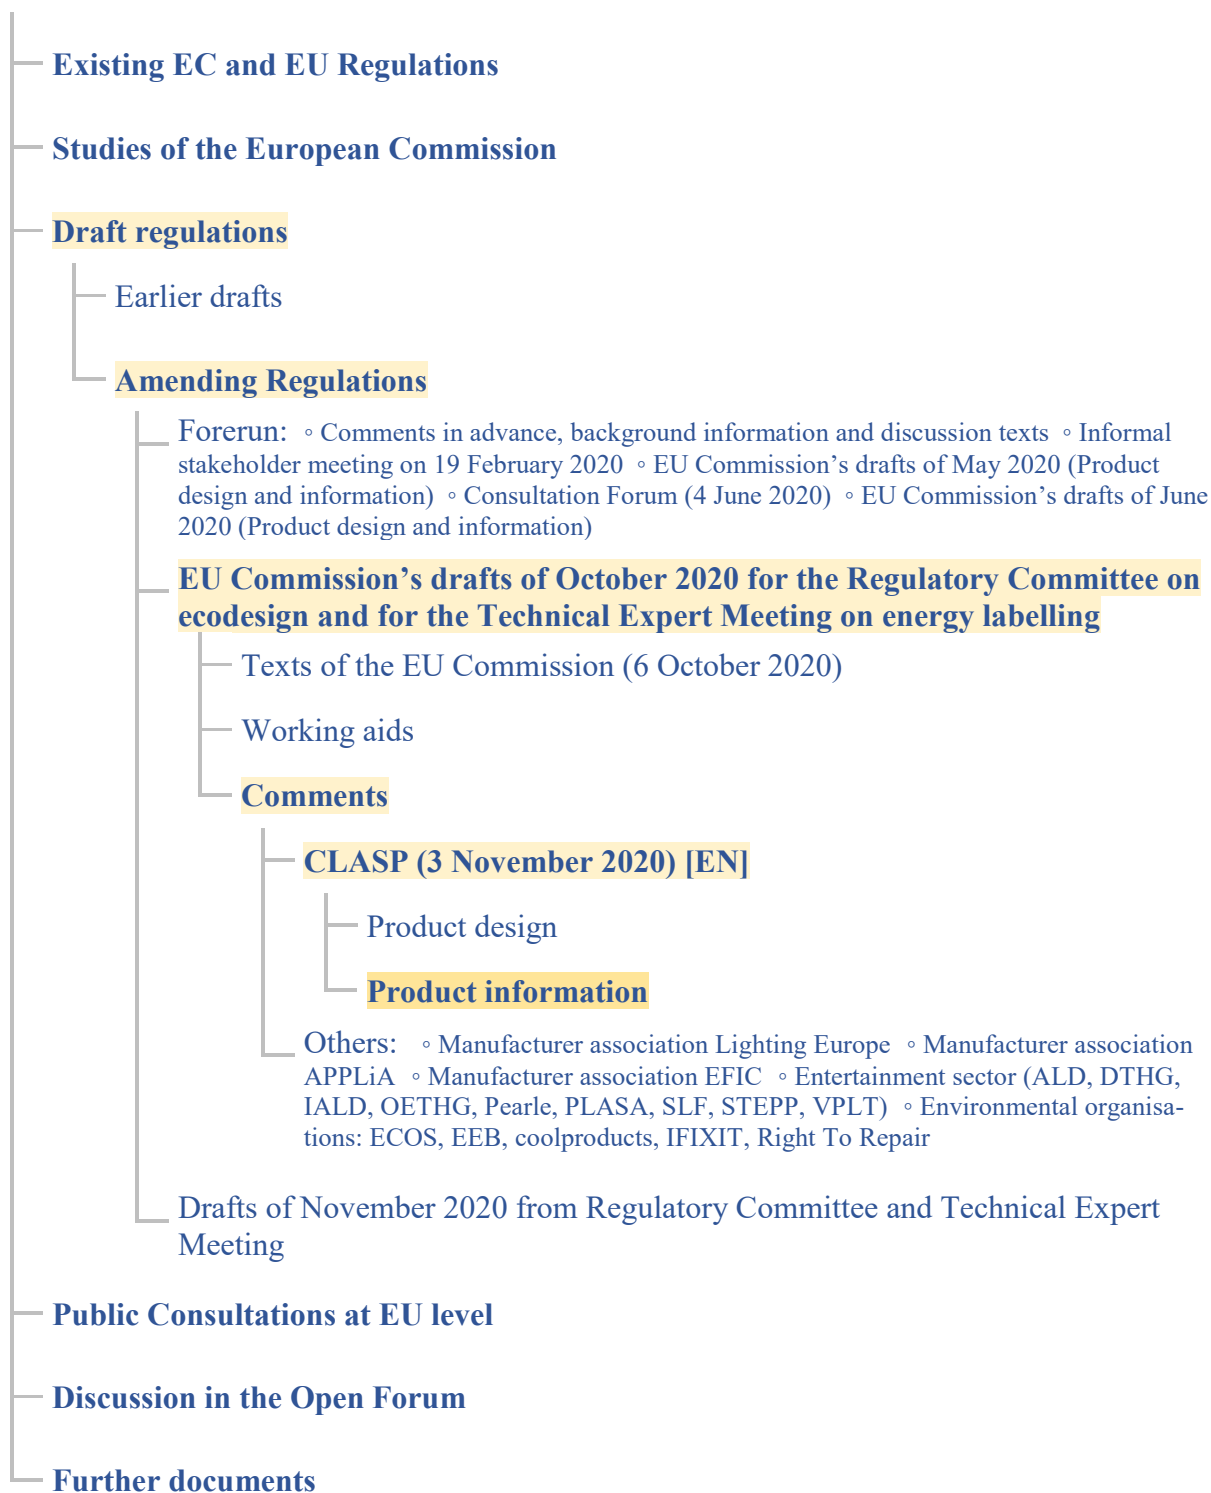 Existing EC and EU Regulations
Studies of the European Commission
Draft regulations
Earlier drafts
Amending Regulations
Forerun: ◦ Comments in advance, background information and discussion texts ◦ Informal
stakeholder meeting on 19 February 2020 ◦ EU Commission’s drafts of May 2020 (Product
design and information) ◦ Consultation Forum (4 June 2020) ◦ EU Commission’s drafts of June
2020 (Product design and information)
EU Commission’s drafts of October 2020 for the Regulatory Committee on
ecodesign and for the Technical Expert Meeting on energy labelling
Texts of the EU Commission (6 October 2020)
Working aids
Comments
CLASP (3 November 2020) [EN]
Product design
Product information
Others: ◦ Manufacturer association Lighting Europe ◦ Manufacturer association
APPLiA ◦ Manufacturer association EFIC ◦ Entertainment sector (ALD, DTHG,
IALD, OETHG, Pearle, PLASA, SLF, STEPP, VPLT) ◦ Environmental organisa-
tions: ECOS, EEB, coolproducts, IFIXIT, Right To Repair
Drafts of November 2020 from Regulatory Committee and Technical Expert
Meeting
Public Consultations at EU level
Discussion in the Open Forum
Further documents